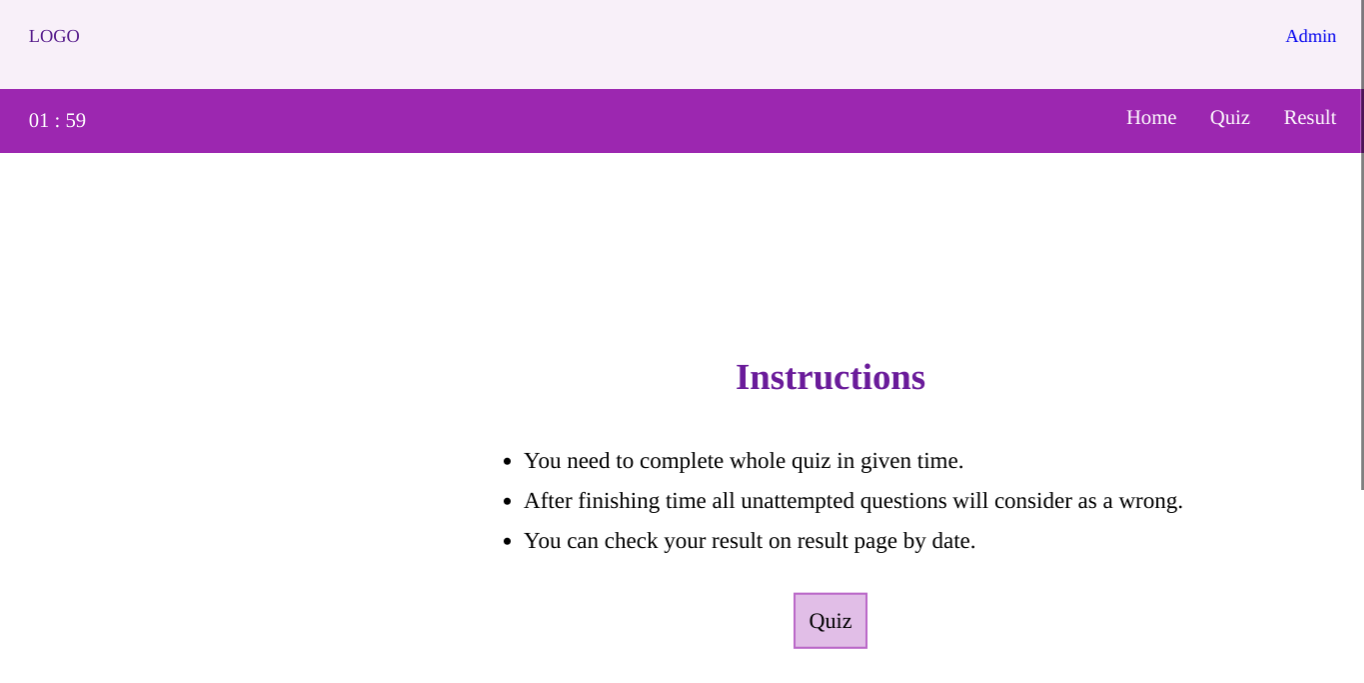 LOGO
Admin
01 : 59
Home Quiz Result
Instructions
You need to complete whole quiz in given time.
After finishing time all unattempted questions will consider as a wrong.
You can check your result on result page by date.
Quiz